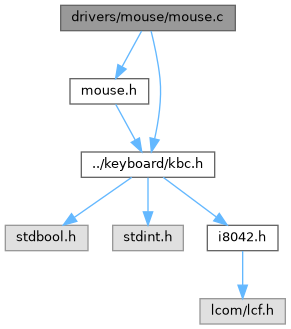 drivers/mouse/mouse.c
mouse.h
../keyboard/kbc.h
stdbool.h
stdint.h
i8042.h
lcom/lcf.h